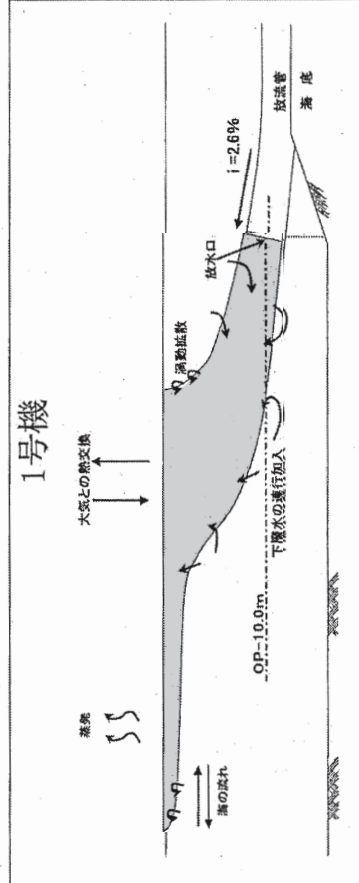 1号機
大気との熱交換
蒸発
渦動拡散
放水口
i=2.6%
放流管
海底
下層水の連行加入
OP-10.0m
海の流れ